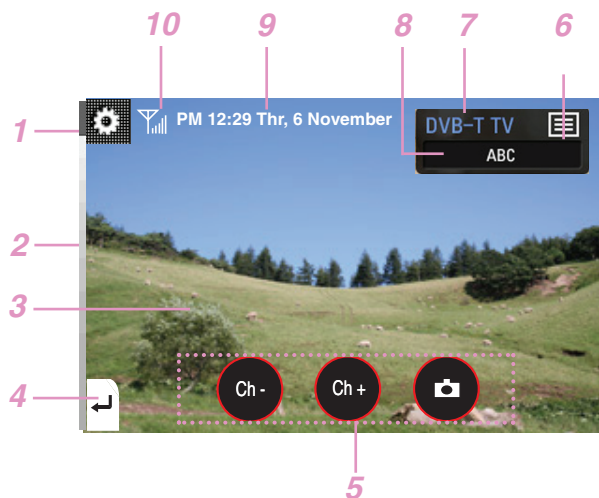 10 9 8 7 6
PM 12:29 Thr, 6 November
DVB-T TV
ABC
1
2
3
4
Ch -
Ch +
5